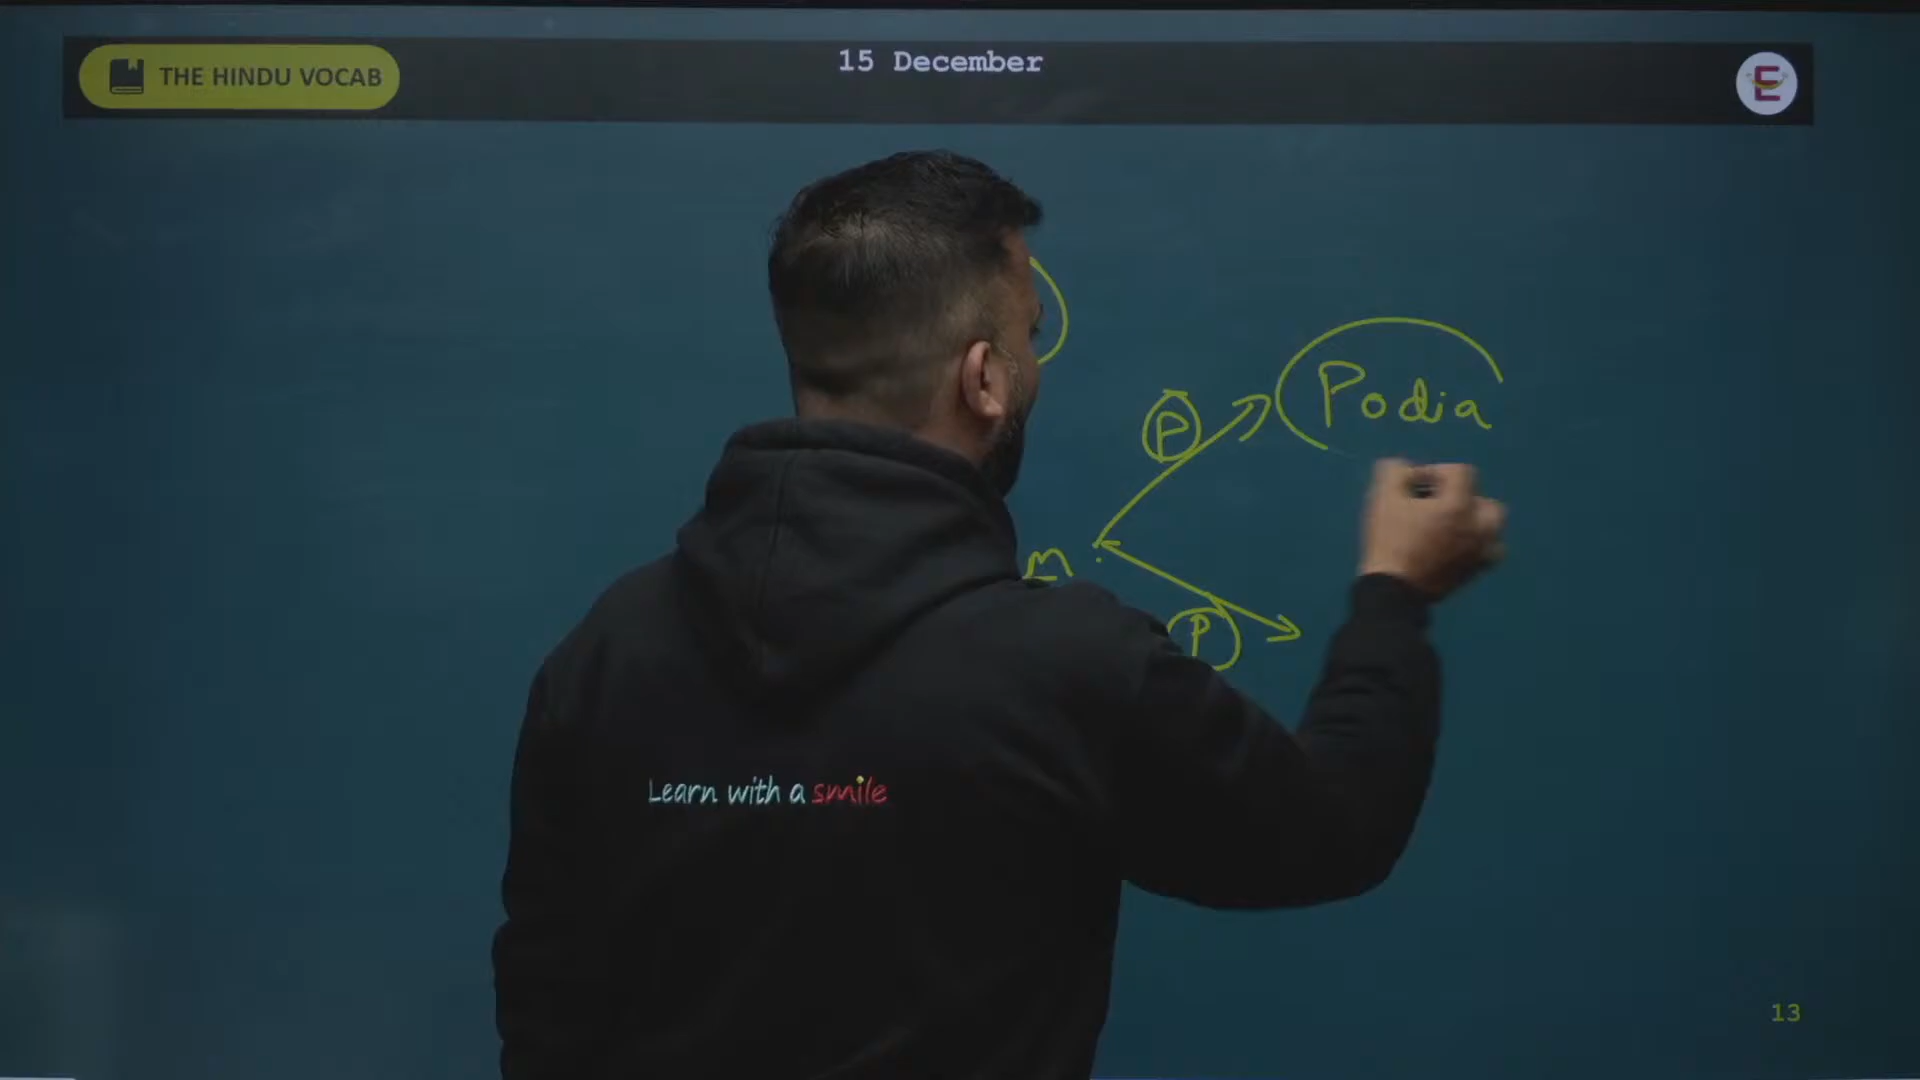 THE HINDU VOCAB
15 December
E
P
Podia
m
P
Learn with a smile
13